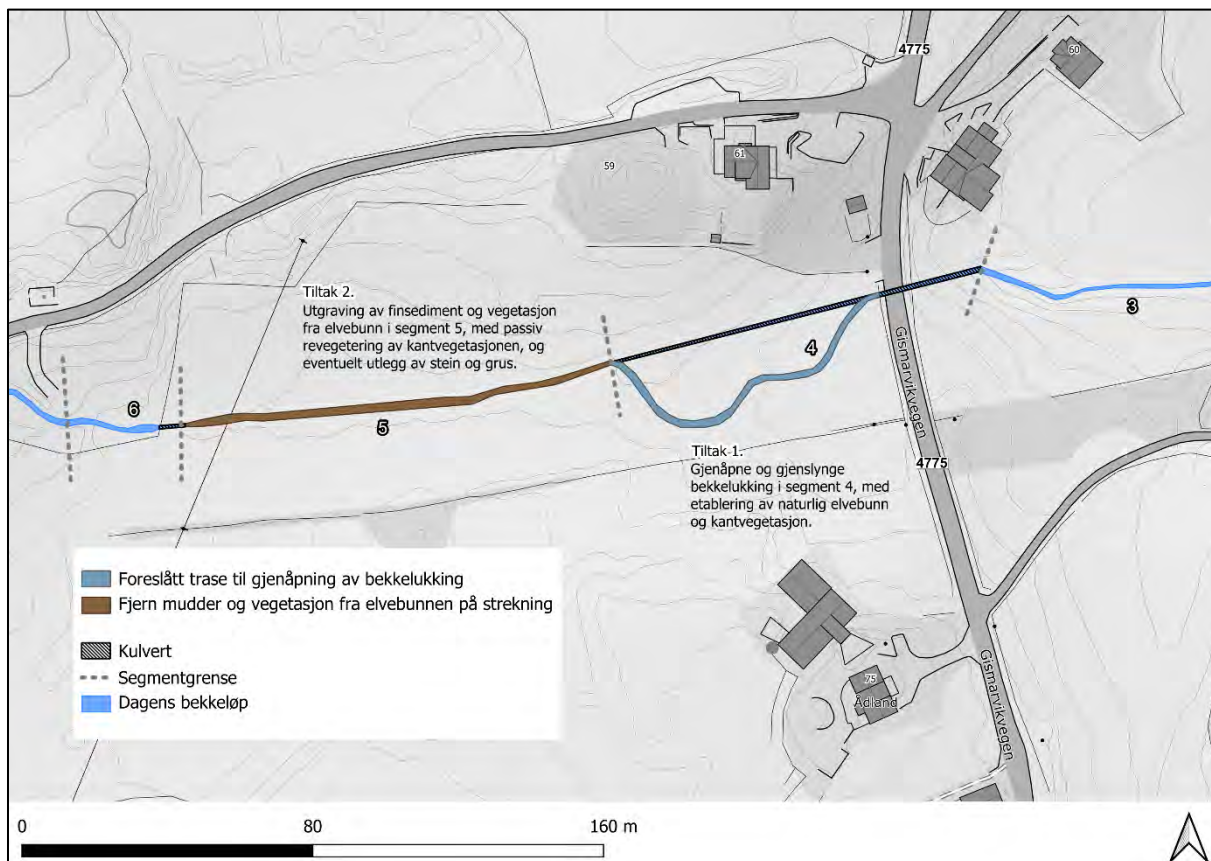 4775
60
61
59
Tiltak 2.
Utgraving av finsediment og vegetasjon
fra elvebunn i segment 5, med passiv
revegetering av kantvegetasjonen, og
eventuelt utlegg av stein og grus.
3
4
Gismarvikvegen
6
5
Tiltak 1.
Gjenåpne og gjenslynge
bekkelukking i segment 4, med
etablering av naturlig elvebunn
og kantvegetasjon.
4775
Foreslått trase til gjenåpning av bekkelukking
Fjern mudder og vegetasjon fra elvebunnen på strekning
Kulvert
Segmentgrense
Dagens bekkeløp
75
Ådland
Gismarvikvegen
0 80 160 m